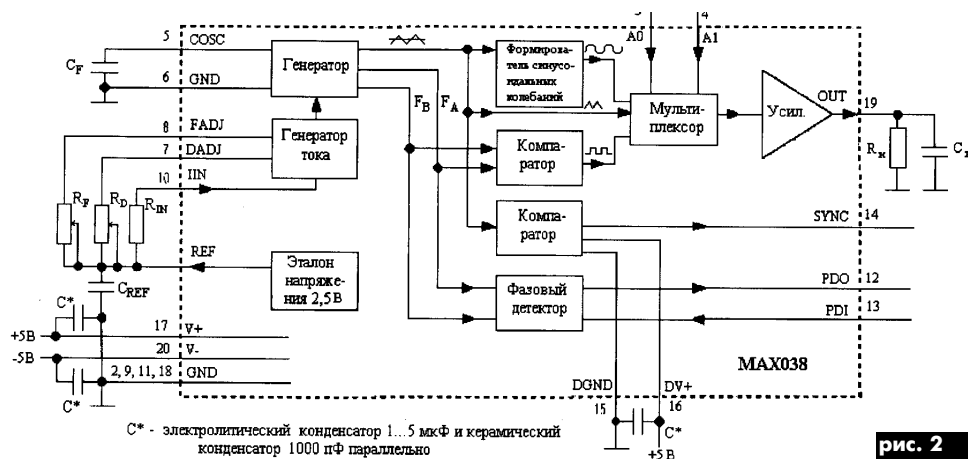 3
4
5
COSC
A0
A1
C_F
Генератор
Формирова-
тель синусо-
идальных
колебаний
6
GND
F_B
F_A
8
FADJ
Генератор
тока
Мульти-
плексор
Усил.
OUT
19
7
DADJ
10
IIN
Компа-
ратор
R_н
R_F
R_D
R_IN
Компа-
ратор
SYNC
14
REF
Эталон
напряже-
ния 2,5 В
C_REF
Фазовый
детектор
PDO
12
PDI
13
C*
+5 В
17
V+
-5 В
20
V-
MAX038
2, 9, 11, 18
GND
C*
DGND
DV+
15
16
C*
+5 В
C* - электролитический конденсатор 1...5 мкФ и керамический
конденсатор 1000 пФ параллельно
рис. 2